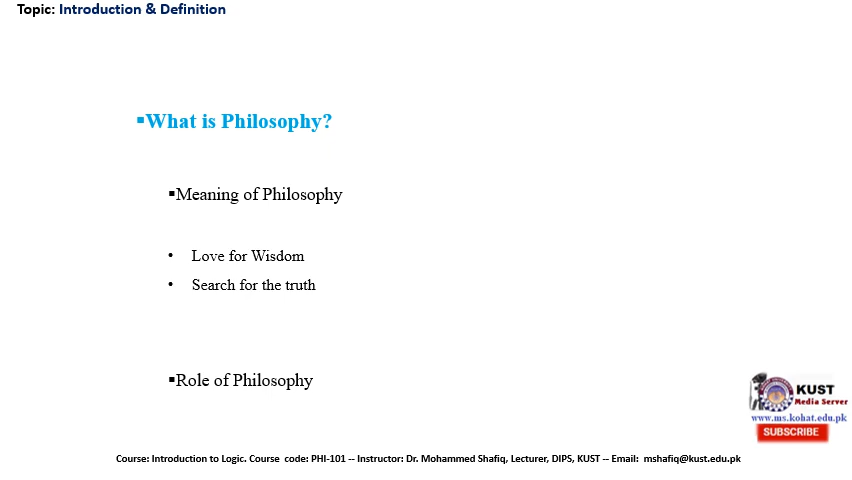 Topic: Introduction & Definition
▪What is Philosophy?
▪Meaning of Philosophy
• Love for Wisdom
• Search for the truth
▪Role of Philosophy
KUST
Media Server
www.ms.kohat.edu.pk
SUBSCRIBE
Course: Introduction to Logic. Course code: PHI-101 -- Instructor: Dr. Mohammed Shafiq, Lecturer, DIPS, KUST -- Email: mshafiq@kust.edu.pk